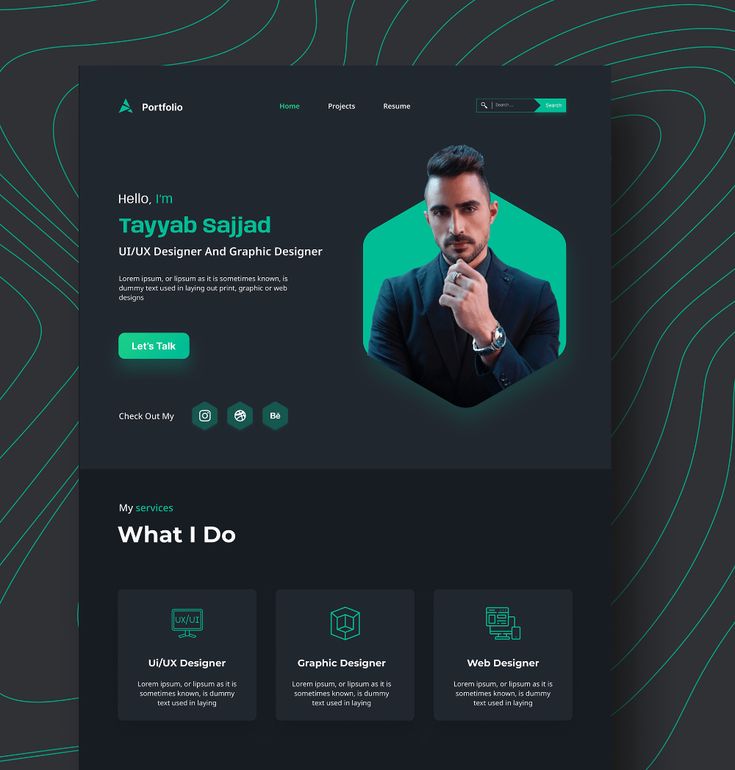 Portfolio
Home Projects Resume
Search... Search
Hello, I'm
Tayyab Sajjad
UI/UX Designer And Graphic Designer
Lorem ipsum, or lipsum as it is sometimes known, is
dummy text used in laying out print, graphic or web
designs
Let's Talk
Check Out My
Bē
My services
What I Do
UX/UI
Ui/UX Designer
Lorem ipsum, or lipsum as it is
sometimes known, is dummy
text used in laying
Graphic Designer
Lorem ipsum, or lipsum as it is
sometimes known, is dummy
text used in laying
Web Designer
Lorem ipsum, or lipsum as it is
sometimes known, is dummy
text used in laying